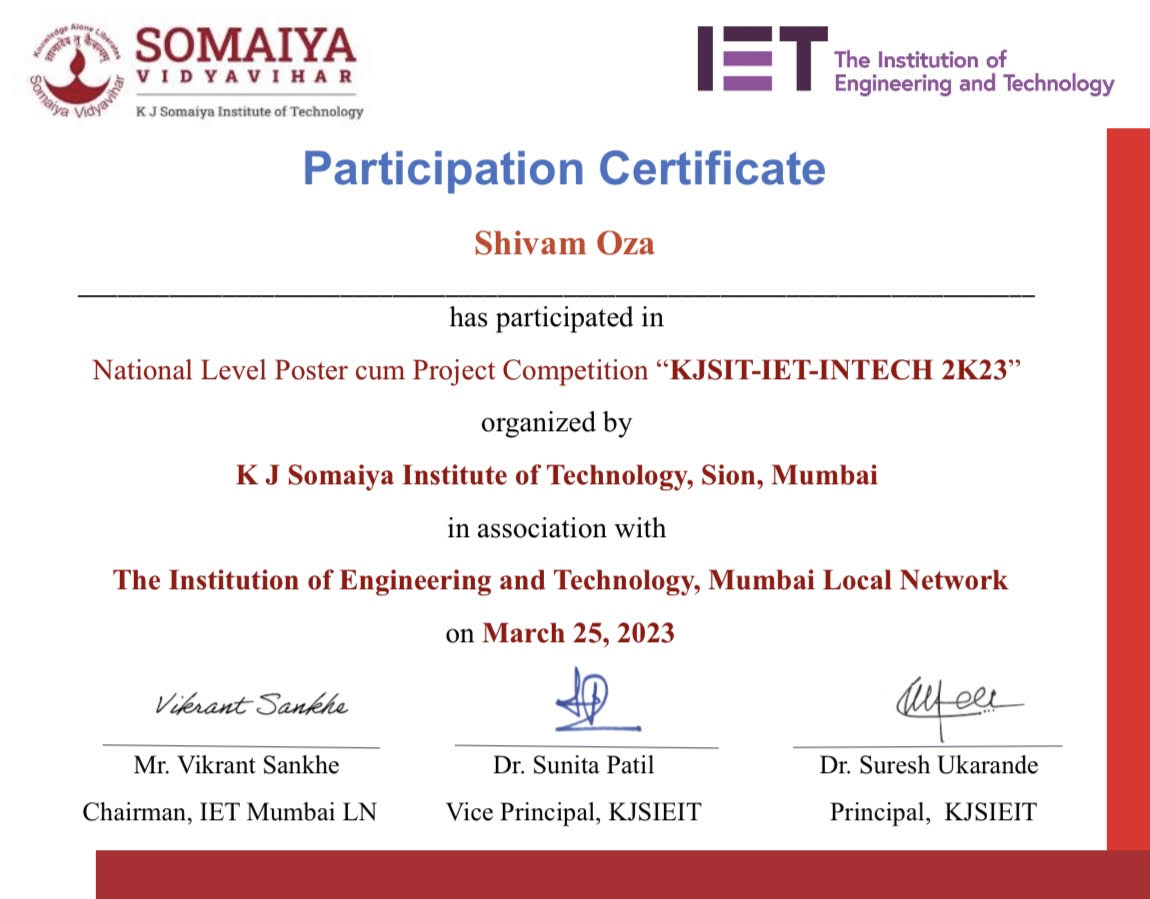 Knowledge Alone Liberates
Somaiya Vidyavihar
SOMAIYA
VIDYAVIHAR
K J Somaiya Institute of Technology
IET
The Institution of
Engineering and Technology
Participation Certificate
Shivam Oza
has participated in
National Level Poster cum Project Competition “KJSIT-IET-INTECH 2K23”
organized by
K J Somaiya Institute of Technology, Sion, Mumbai
in association with
The Institution of Engineering and Technology, Mumbai Local Network
on March 25, 2023
Vikrant Sankhe
Mr. Vikrant Sankhe
Dr. Sunita Patil
Dr. Suresh Ukarande
Chairman, IET Mumbai LN
Vice Principal, KJSIEIT
Principal, KJSIEIT